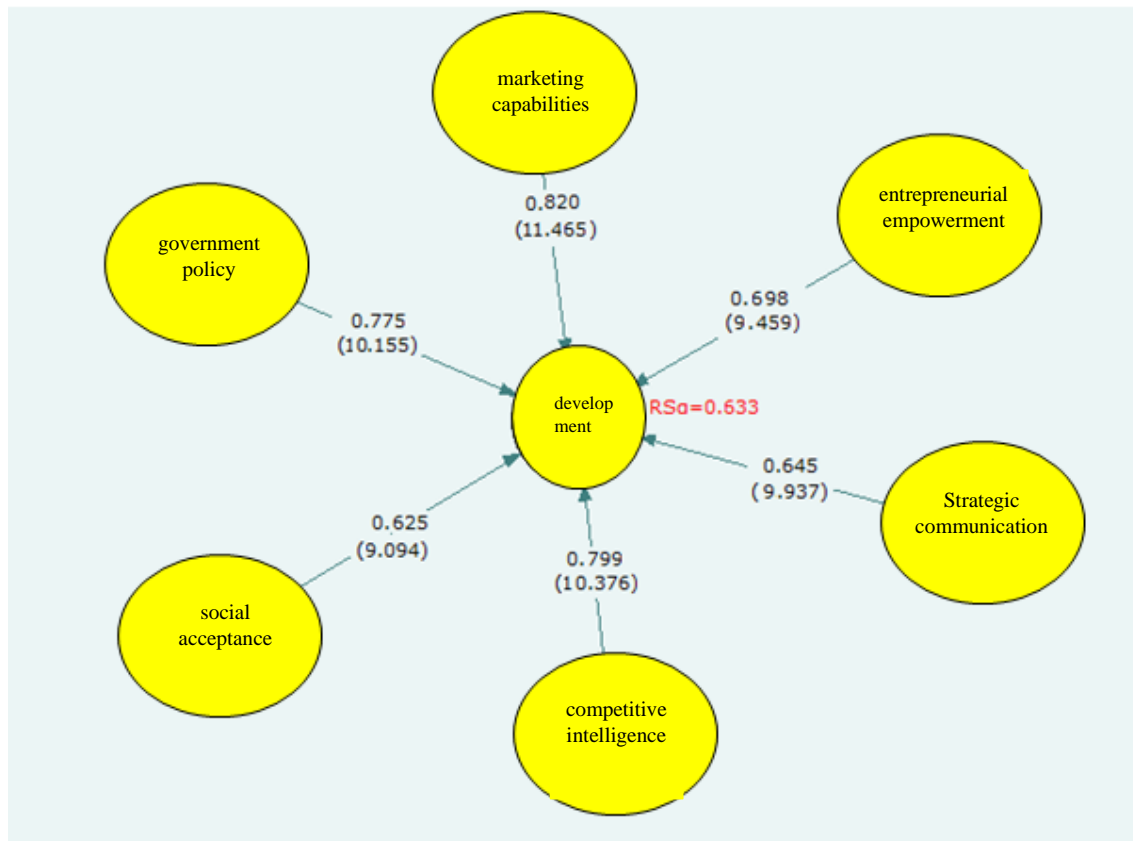 marketing
capabilities
0.820
(11.465)
entrepreneurial
empowerment
0.698
(9.459)
government
policy
0.775
(10.155)
develop
ment
RSq=0.633
0.645
(9.937)
Strategic
communication
0.625
(9.094)
social
acceptance
0.799
(10.376)
competitive
intelligence